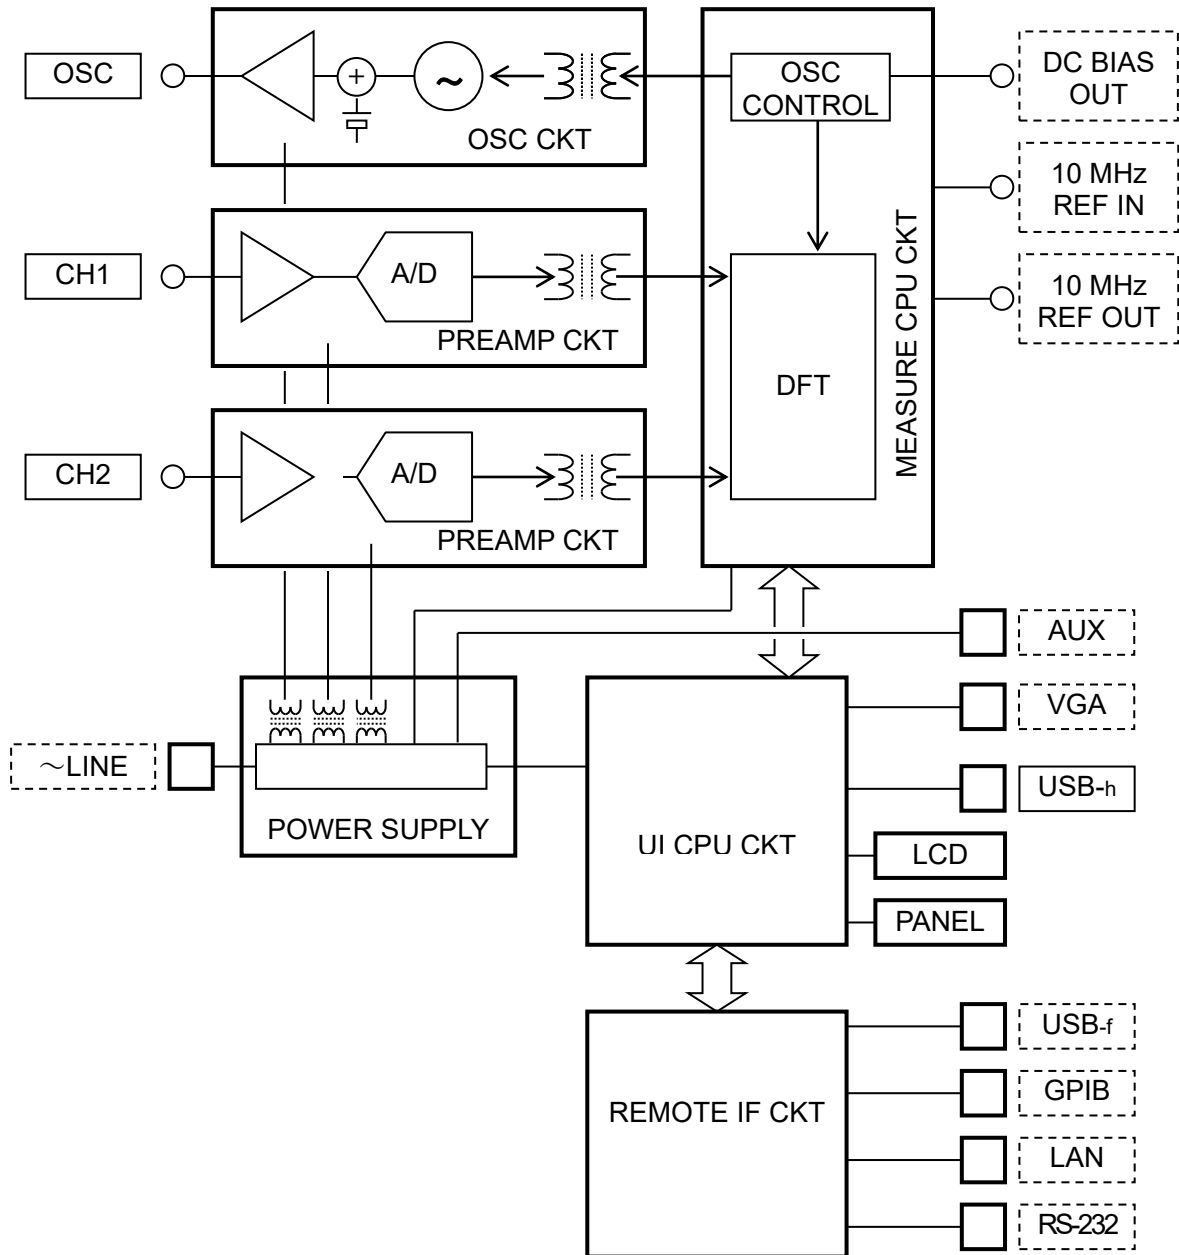 OSC
OSC CKT
OSC
CONTROL
DC BIAS
OUT
10 MHz
REF IN
10 MHz
REF OUT
CH1
A/D
PREAMP CKT
DFT
MEASURE CPU CKT
CH2
A/D
PREAMP CKT
AUX
VGA
USB-h
～LINE
POWER SUPPLY
UI CPU CKT
LCD
PANEL
REMOTE IF CKT
USB-f
GPIB
LAN
RS-232